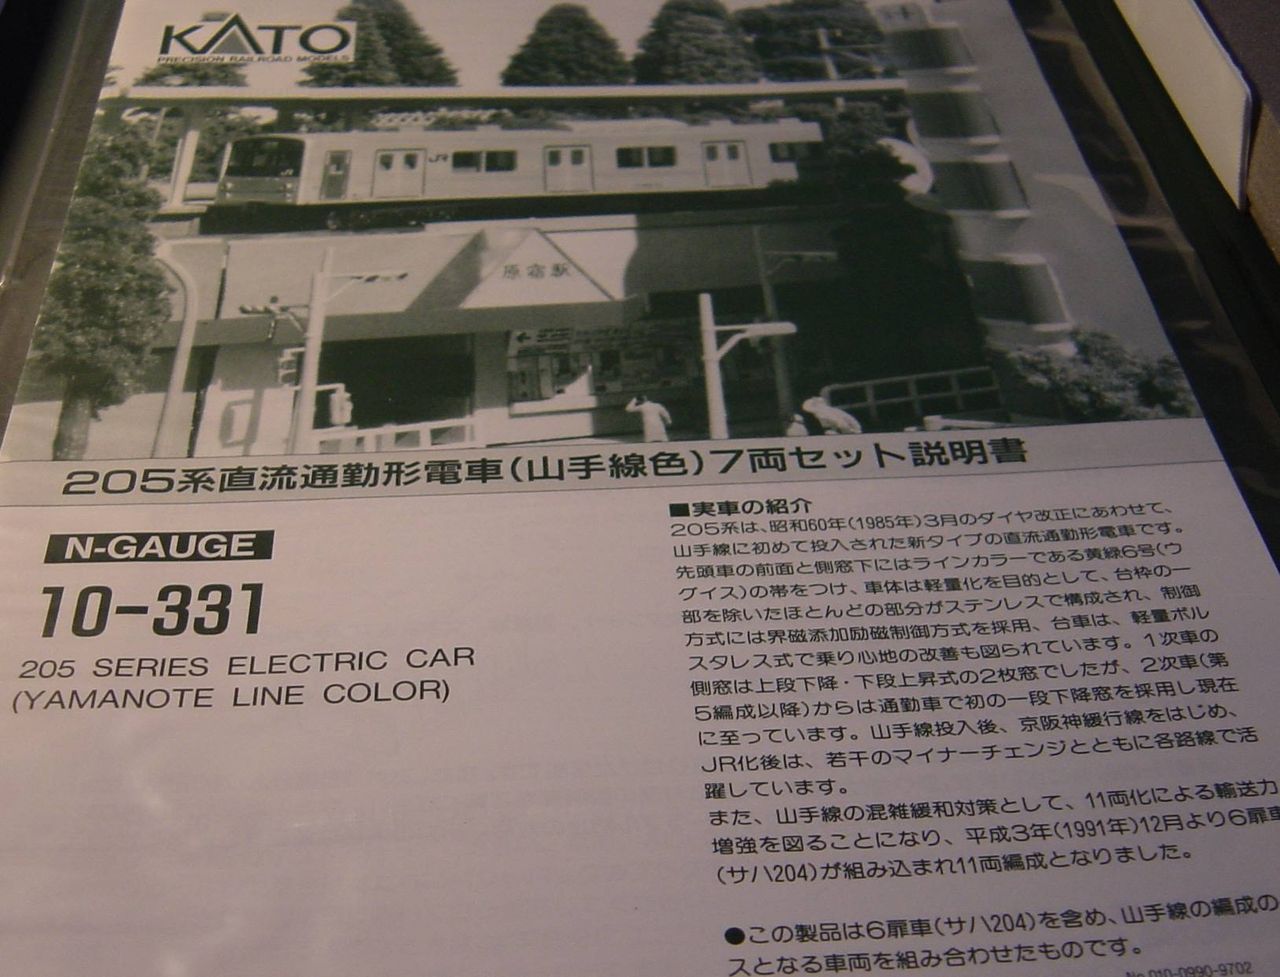 KATO
PRECISION RAILROAD MODELS
JR
原宿駅
205系直流通勤形電車(山手線色)7両セット説明書
N-GAUGE
10-331
205 SERIES ELECTRIC CAR
(YAMANOTE LINE COLOR)
■実車の紹介
205系は、昭和60年(1985年)3月のダイヤ改正にあわせて、
山手線に初めて投入された新タイプの直流通勤形電車です。
先頭車の前面と側窓下にはラインカラーである黄緑6号(ウ
グイス)の帯をつけ、車体は軽量化を目的として、台枠の一
部を除いたほとんどの部分がステンレスで構成され、制御
方式には界磁添加励磁制御方式を採用、台車は、軽量ボル
スタレス式で乗り心地の改善も図られています。1次車の
側窓は上段下降・下段上昇式の2枚窓でしたが、2次車(第
5編成以降)からは通勤車で初の一段下降窓を採用し現在
に至っています。山手線投入後、京阪神緩行線をはじめ、
JR化後は、若干のマイナーチェンジとともに各路線で活
躍しています。
また、山手線の混雑緩和対策として、11両化による輸送力
増強を図ることになり、平成3年(1991年)12月より6扉車
(サハ204)が組み込まれ11両編成となりました。
●この製品は6扉車(サハ204)を含め、山手線の編成の
スとなる車両を組み合わせたものです。
No.010-0990-9702